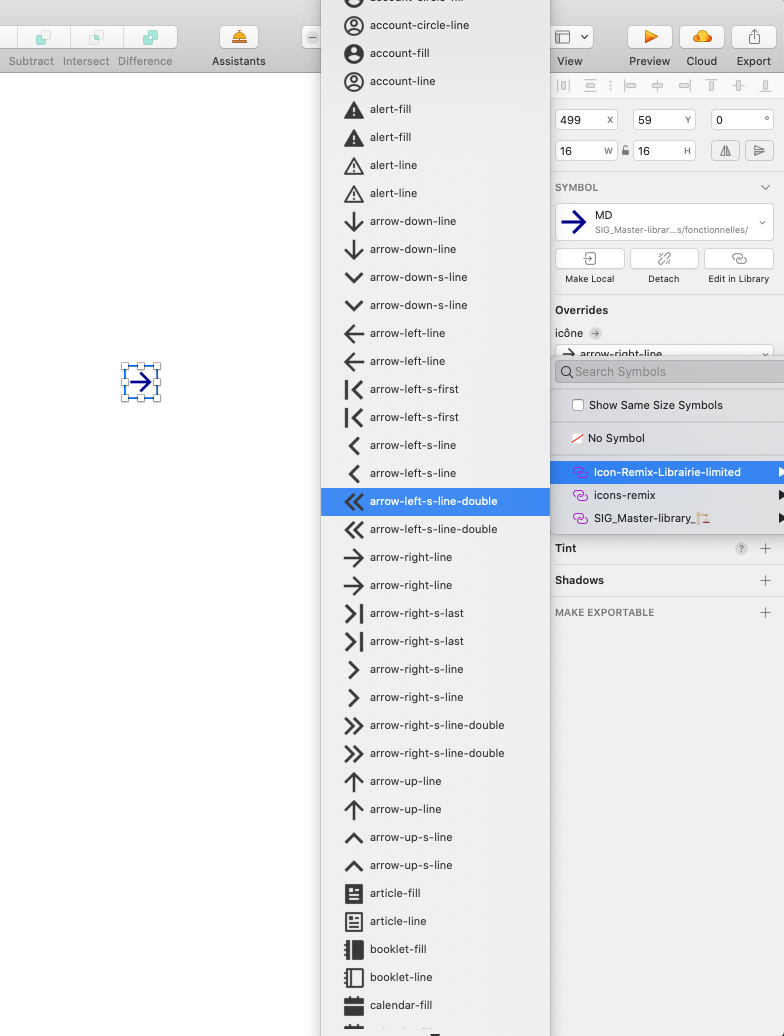 Subtract
Intersect
Difference
Assistants
View
Preview
Cloud
Export
account-circle-line
account-fill
account-line
alert-fill
alert-fill
alert-line
alert-line
arrow-down-line
arrow-down-line
arrow-down-s-line
arrow-down-s-line
arrow-left-line
arrow-left-line
arrow-left-s-first
arrow-left-s-first
arrow-left-s-line
arrow-left-s-line
arrow-left-s-line-double
arrow-left-s-line-double
arrow-right-line
arrow-right-line
arrow-right-s-last
arrow-right-s-last
arrow-right-s-line
arrow-right-s-line
arrow-right-s-line-double
arrow-right-s-line-double
arrow-up-line
arrow-up-line
arrow-up-s-line
arrow-up-s-line
article-fill
article-line
booklet-fill
booklet-line
calendar-fill
499 X 59 Y 0 °
16 W 16 H
SYMBOL
MD
SIG_Master-librar...s/fonctionnelles/
Make Local
Detach
Edit in Library
Overrides
icône
arrow-right-line
Search Symbols
Show Same Size Symbols
No Symbol
Icon-Remix-Librairie-limited
icons-remix
SIG_Master-library_🏗️
Tint ?
Shadows
MAKE EXPORTABLE